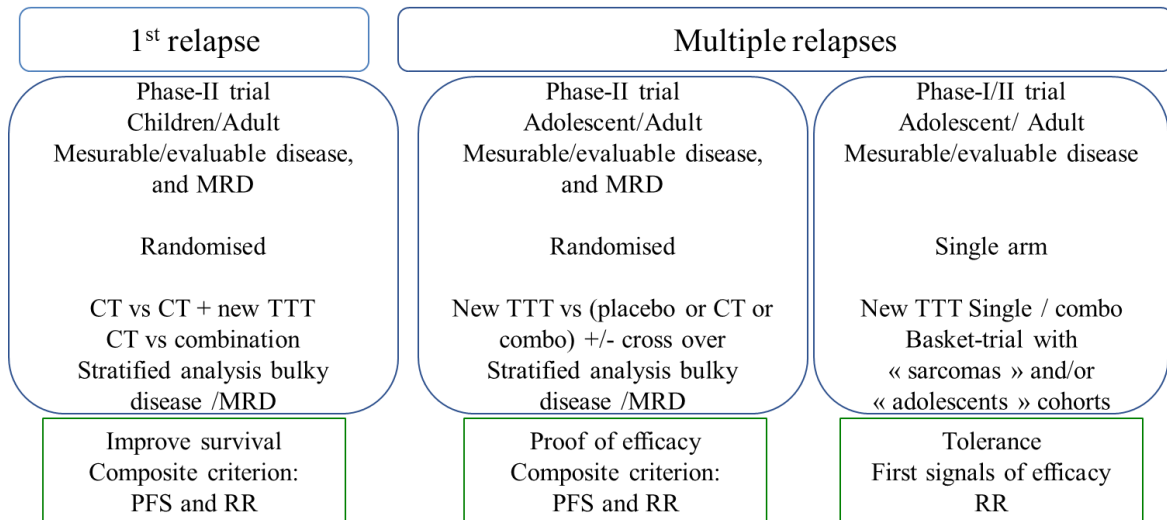 1st relapse
Multiple relapses
Phase-II trial
Children/Adult
Mesurable/evaluable disease,
and MRD
Randomised
CT vs CT + new TTT
CT vs combination
Stratified analysis bulky
disease /MRD
Phase-II trial
Adolescent/Adult
Mesurable/evaluable disease,
and MRD
Randomised
New TTT vs (placebo or CT or
combo) +/- cross over
Stratified analysis bulky
disease /MRD
Phase-I/II trial
Adolescent/ Adult
Mesurable/evaluable disease
Single arm
New TTT Single / combo
Basket-trial with
« sarcomas » and/or
« adolescents » cohorts
Improve survival
Composite criterion:
PFS and RR
Proof of efficacy
Composite criterion:
PFS and RR
Tolerance
First signals of efficacy
RR